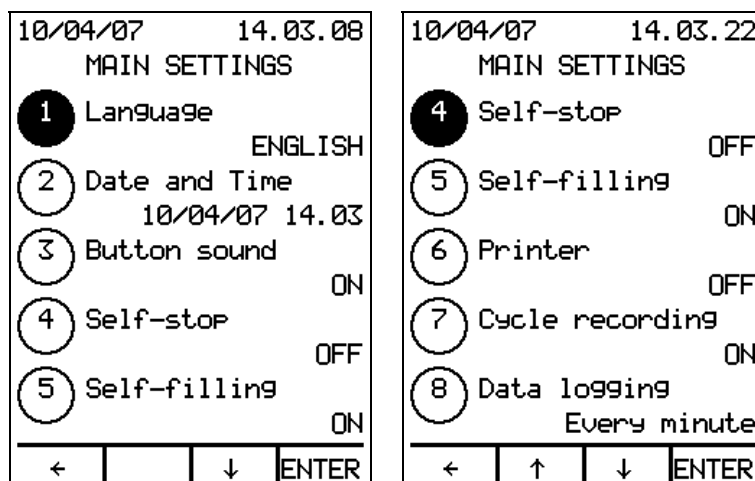 10/04/07 14.03.08
MAIN SETTINGS
1 Language
ENGLISH
2 Date and Time
10/04/07 14.03
3 Button sound
ON
4 Self-stop
OFF
5 Self-filling
ON
← ↓ ENTER
10/04/07 14.03.22
MAIN SETTINGS
4 Self-stop
OFF
5 Self-filling
ON
6 Printer
OFF
7 Cycle recording
ON
8 Data logging
Every minute
← ↑ ↓ ENTER